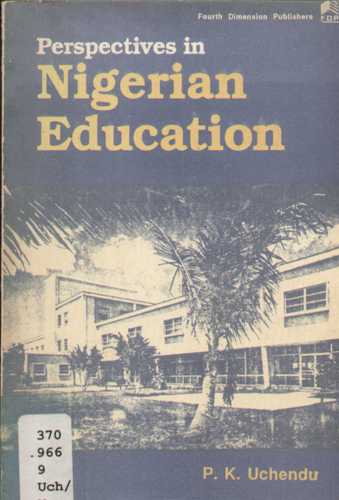 Fourth Dimension Publishers
FDP
Perspectives in
Nigerian
Education
370
.966
9
Uch/
P. K. Uchendu